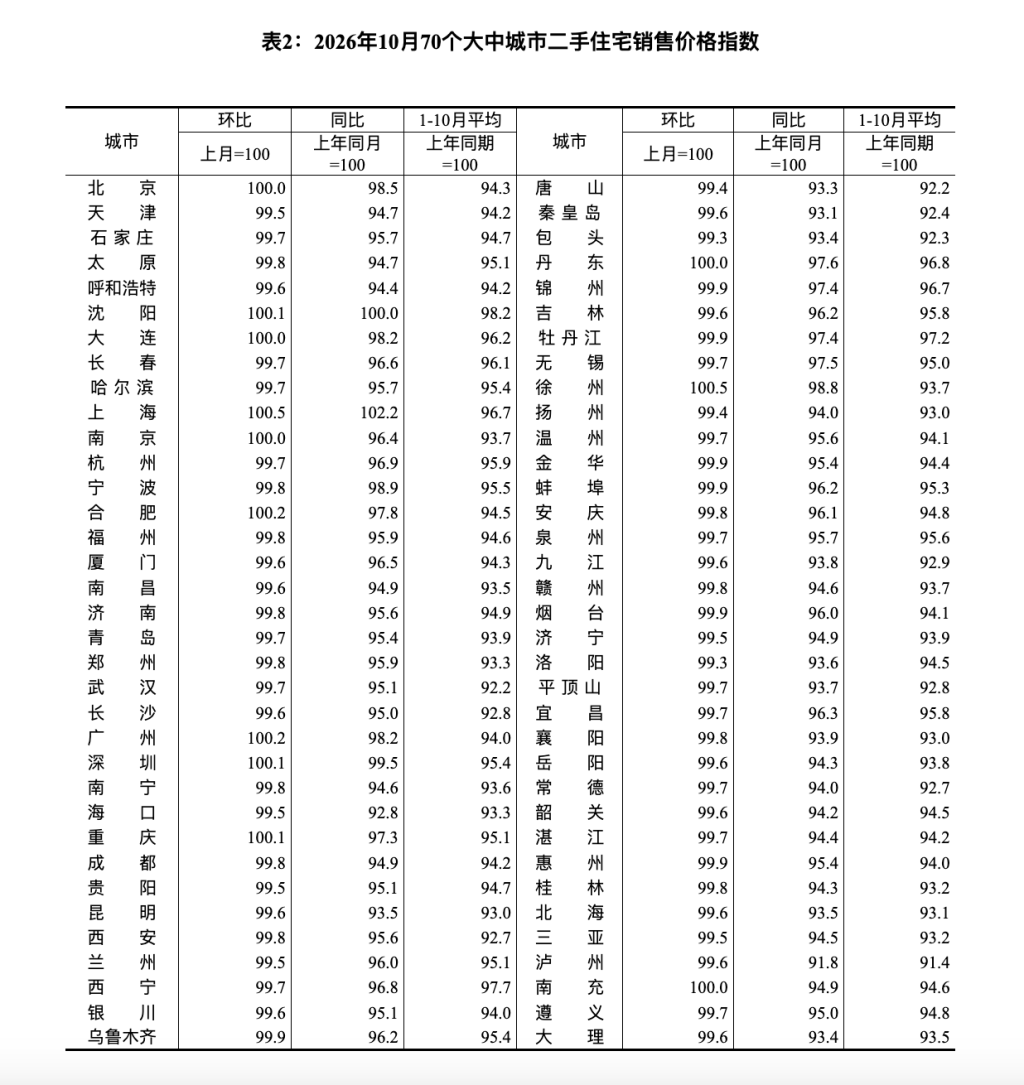 表2：2026年10月70个大中城市二手住宅销售价格指数
城市 环比 同比 1-10月平均 城市 环比 同比 1-10月平均
上月=100 上年同月=100 上年同期=100 上月=100 上年同月=100 上年同期=100
北京 100.0 98.5 94.3 唐山 99.4 93.3 92.2
天津 99.5 94.7 94.2 秦皇岛 99.6 93.1 92.4
石家庄 99.7 95.7 94.7 包头 99.3 93.4 92.3
太原 99.8 94.7 95.1 丹东 100.0 97.6 96.8
呼和浩特 99.6 94.4 94.2 锦州 99.9 97.4 96.7
沈阳 100.1 100.0 98.2 吉林 99.6 96.2 95.8
大连 100.0 98.2 96.2 牡丹江 99.9 97.4 97.2
长春 99.7 96.6 96.1 无锡 99.7 97.5 95.0
哈尔滨 99.7 95.7 95.4 徐州 100.5 98.8 93.7
上海 100.5 102.2 96.7 扬州 99.4 94.0 93.0
南京 100.0 96.4 93.7 温州 99.7 95.6 94.1
杭州 99.7 96.9 95.9 金华 99.9 95.4 94.4
宁波 99.8 98.9 95.5 蚌埠 99.9 96.2 95.3
合肥 100.2 97.8 94.5 安庆 99.8 96.1 94.8
福州 99.8 95.9 94.6 泉州 99.7 95.7 95.6
厦门 99.6 96.5 94.3 九江 99.6 93.8 92.9
南昌 99.6 94.9 93.5 赣州 99.8 94.6 93.7
济南 99.8 95.6 94.9 烟台 99.9 96.0 94.1
青岛 99.7 95.4 93.9 济宁 99.5 94.9 93.9
郑州 99.8 95.9 93.3 洛阳 99.3 93.6 94.5
武汉 99.7 95.1 92.2 平顶山 99.7 93.7 92.8
长沙 99.6 95.0 92.8 宜昌 99.7 96.3 95.8
广州 100.2 98.2 94.0 襄阳 99.8 93.9 93.0
深圳 100.1 99.5 95.4 岳阳 99.6 94.3 93.8
南宁 99.8 94.6 93.6 常德 99.7 94.0 92.7
海口 99.5 92.8 93.3 韶关 99.6 94.2 94.5
重庆 100.1 97.3 95.1 湛江 99.7 94.4 94.2
成都 99.8 94.9 94.2 惠州 99.9 95.4 94.0
贵阳 99.5 95.1 94.7 桂林 99.8 94.3 93.2
昆明 99.6 93.5 93.0 北海 99.6 93.5 93.1
西安 99.8 95.6 92.7 三亚 99.5 94.5 93.2
兰州 99.5 96.0 95.1 泸州 99.6 91.8 91.4
西宁 99.7 96.8 97.7 南充 100.0 94.9 94.6
银川 99.6 95.1 94.0 遵义 99.7 95.0 94.8
乌鲁木齐 99.9 96.2 95.4 大理 99.6 93.4 93.5